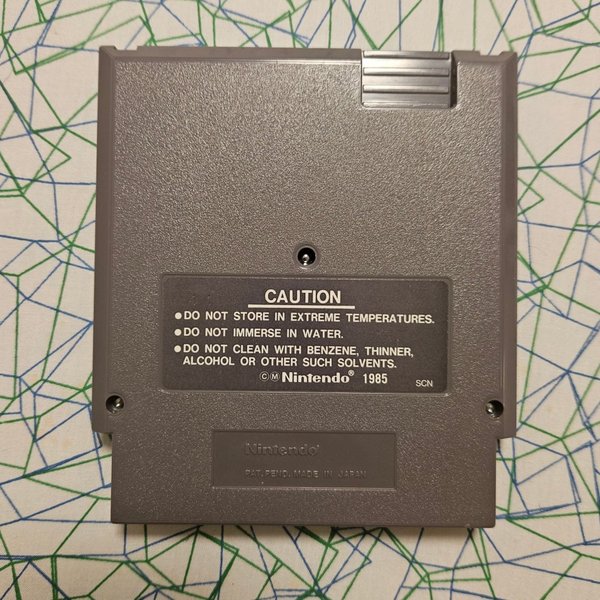 CAUTION
●DO NOT STORE IN EXTREME TEMPERATURES.
●DO NOT IMMERSE IN WATER.
●DO NOT CLEAN WITH BENZENE, THINNER,
ALCOHOL OR OTHER SUCH SOLVENTS.
©Ⓜ Nintendo® 1985 SCN
Nintendo®
PAT. PEND. MADE IN JAPAN